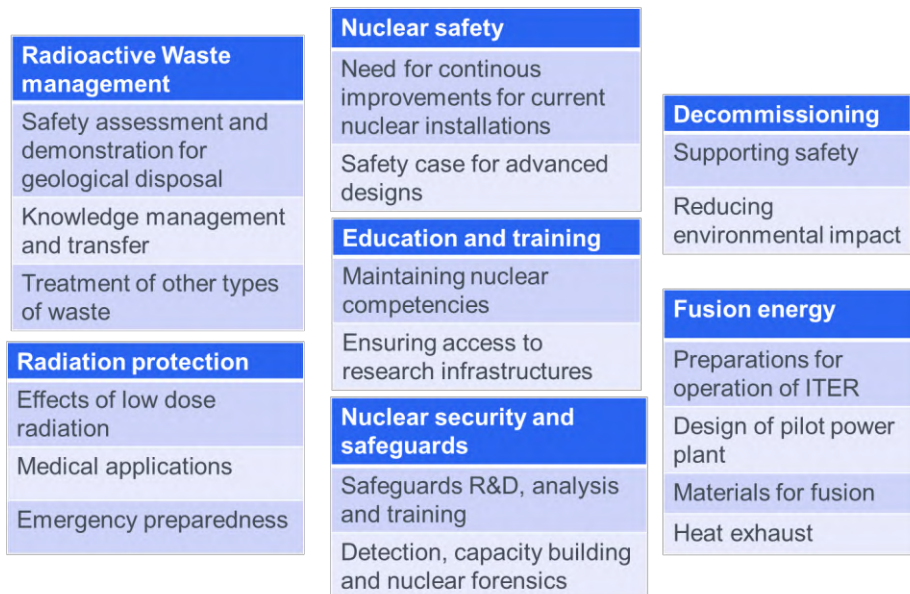 Radioactive Waste
management
Safety assessment and
demonstration for
geological disposal
Knowledge management
and transfer
Treatment of other types
of waste
Radiation protection
Effects of low dose
radiation
Medical applications
Emergency preparedness
Nuclear safety
Need for continous
improvements for current
nuclear installations
Safety case for advanced
designs
Education and training
Maintaining nuclear
competencies
Ensuring access to
research infrastructures
Nuclear security and
safeguards
Safeguards R&D, analysis
and training
Detection, capacity building
and nuclear forensics
Decommissioning
Supporting safety
Reducing
environmental impact
Fusion energy
Preparations for
operation of ITER
Design of pilot power
plant
Materials for fusion
Heat exhaust